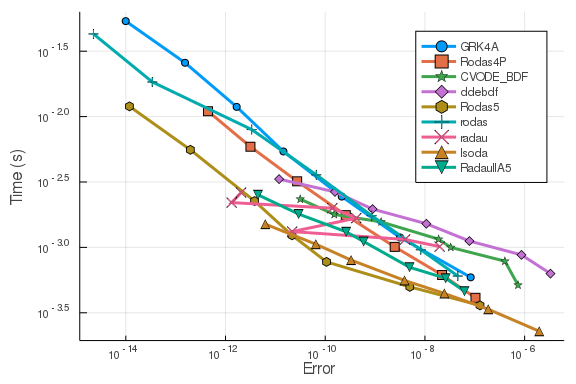 10⁻¹·⁵
10⁻²·⁰
10⁻²·⁵
10⁻³·⁰
10⁻³·⁵
Time (s)
GRK4A
Rodas4P
CVODE_BDF
ddebdf
Rodas5
rodas
radau
lsoda
RadauIIA5
10⁻¹⁴
10⁻¹²
10⁻¹⁰
10⁻⁸
10⁻⁶
Error